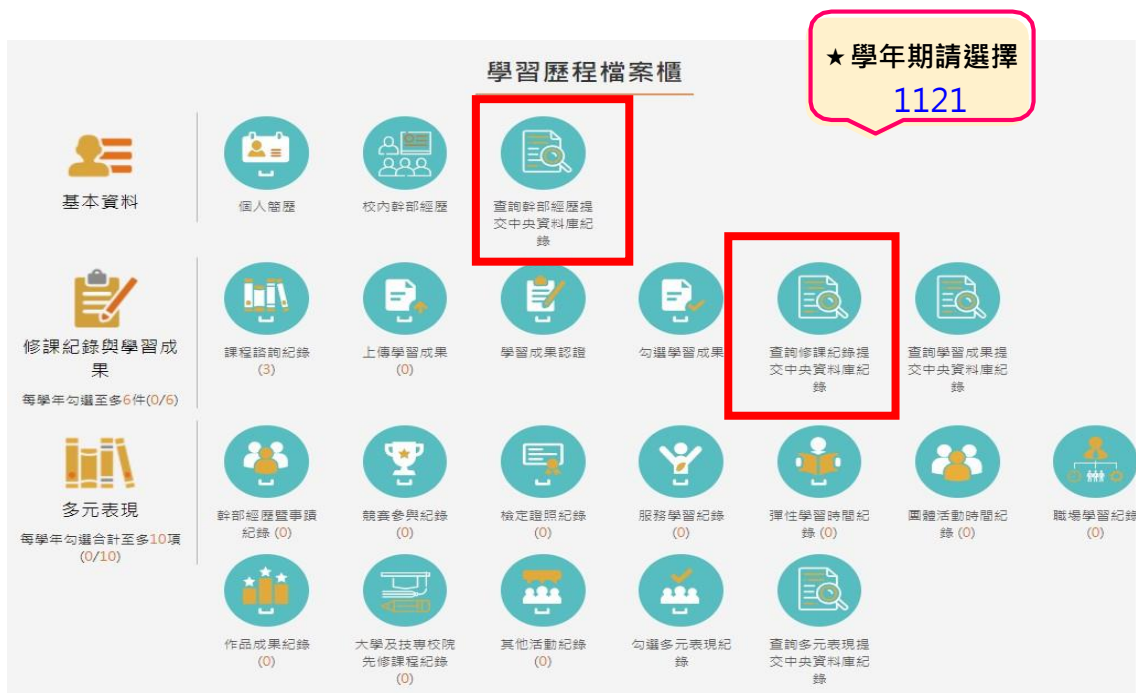 ★學年期請選擇
1121
學習歷程檔案櫃
基本資料
個人簡歷
校內幹部經歷
查詢幹部經歷提
交中央資料庫紀
錄
修課紀錄與學習成
果
每學年勾選至多6件(0/6)
課程諮詢紀錄
(3)
上傳學習成果
(0)
學習成果認證
勾選學習成果
查詢修課紀錄提
交中央資料庫紀
錄
查詢學習成果提
交中央資料庫紀
錄
多元表現
每學年勾選合計至多10項
(0/10)
幹部經歷暨事蹟
紀錄 (0)
競賽參與紀錄
(0)
檢定證照紀錄
(0)
服務學習紀錄
(0)
彈性學習時間紀
錄 (0)
團體活動時間紀
錄 (0)
職場學習紀錄
(0)
作品成果紀錄
(0)
大學及技專校院
先修課程紀錄
(0)
其他活動紀錄
(0)
勾選多元表現紀
錄
查詢多元表現提
交中央資料庫紀
錄